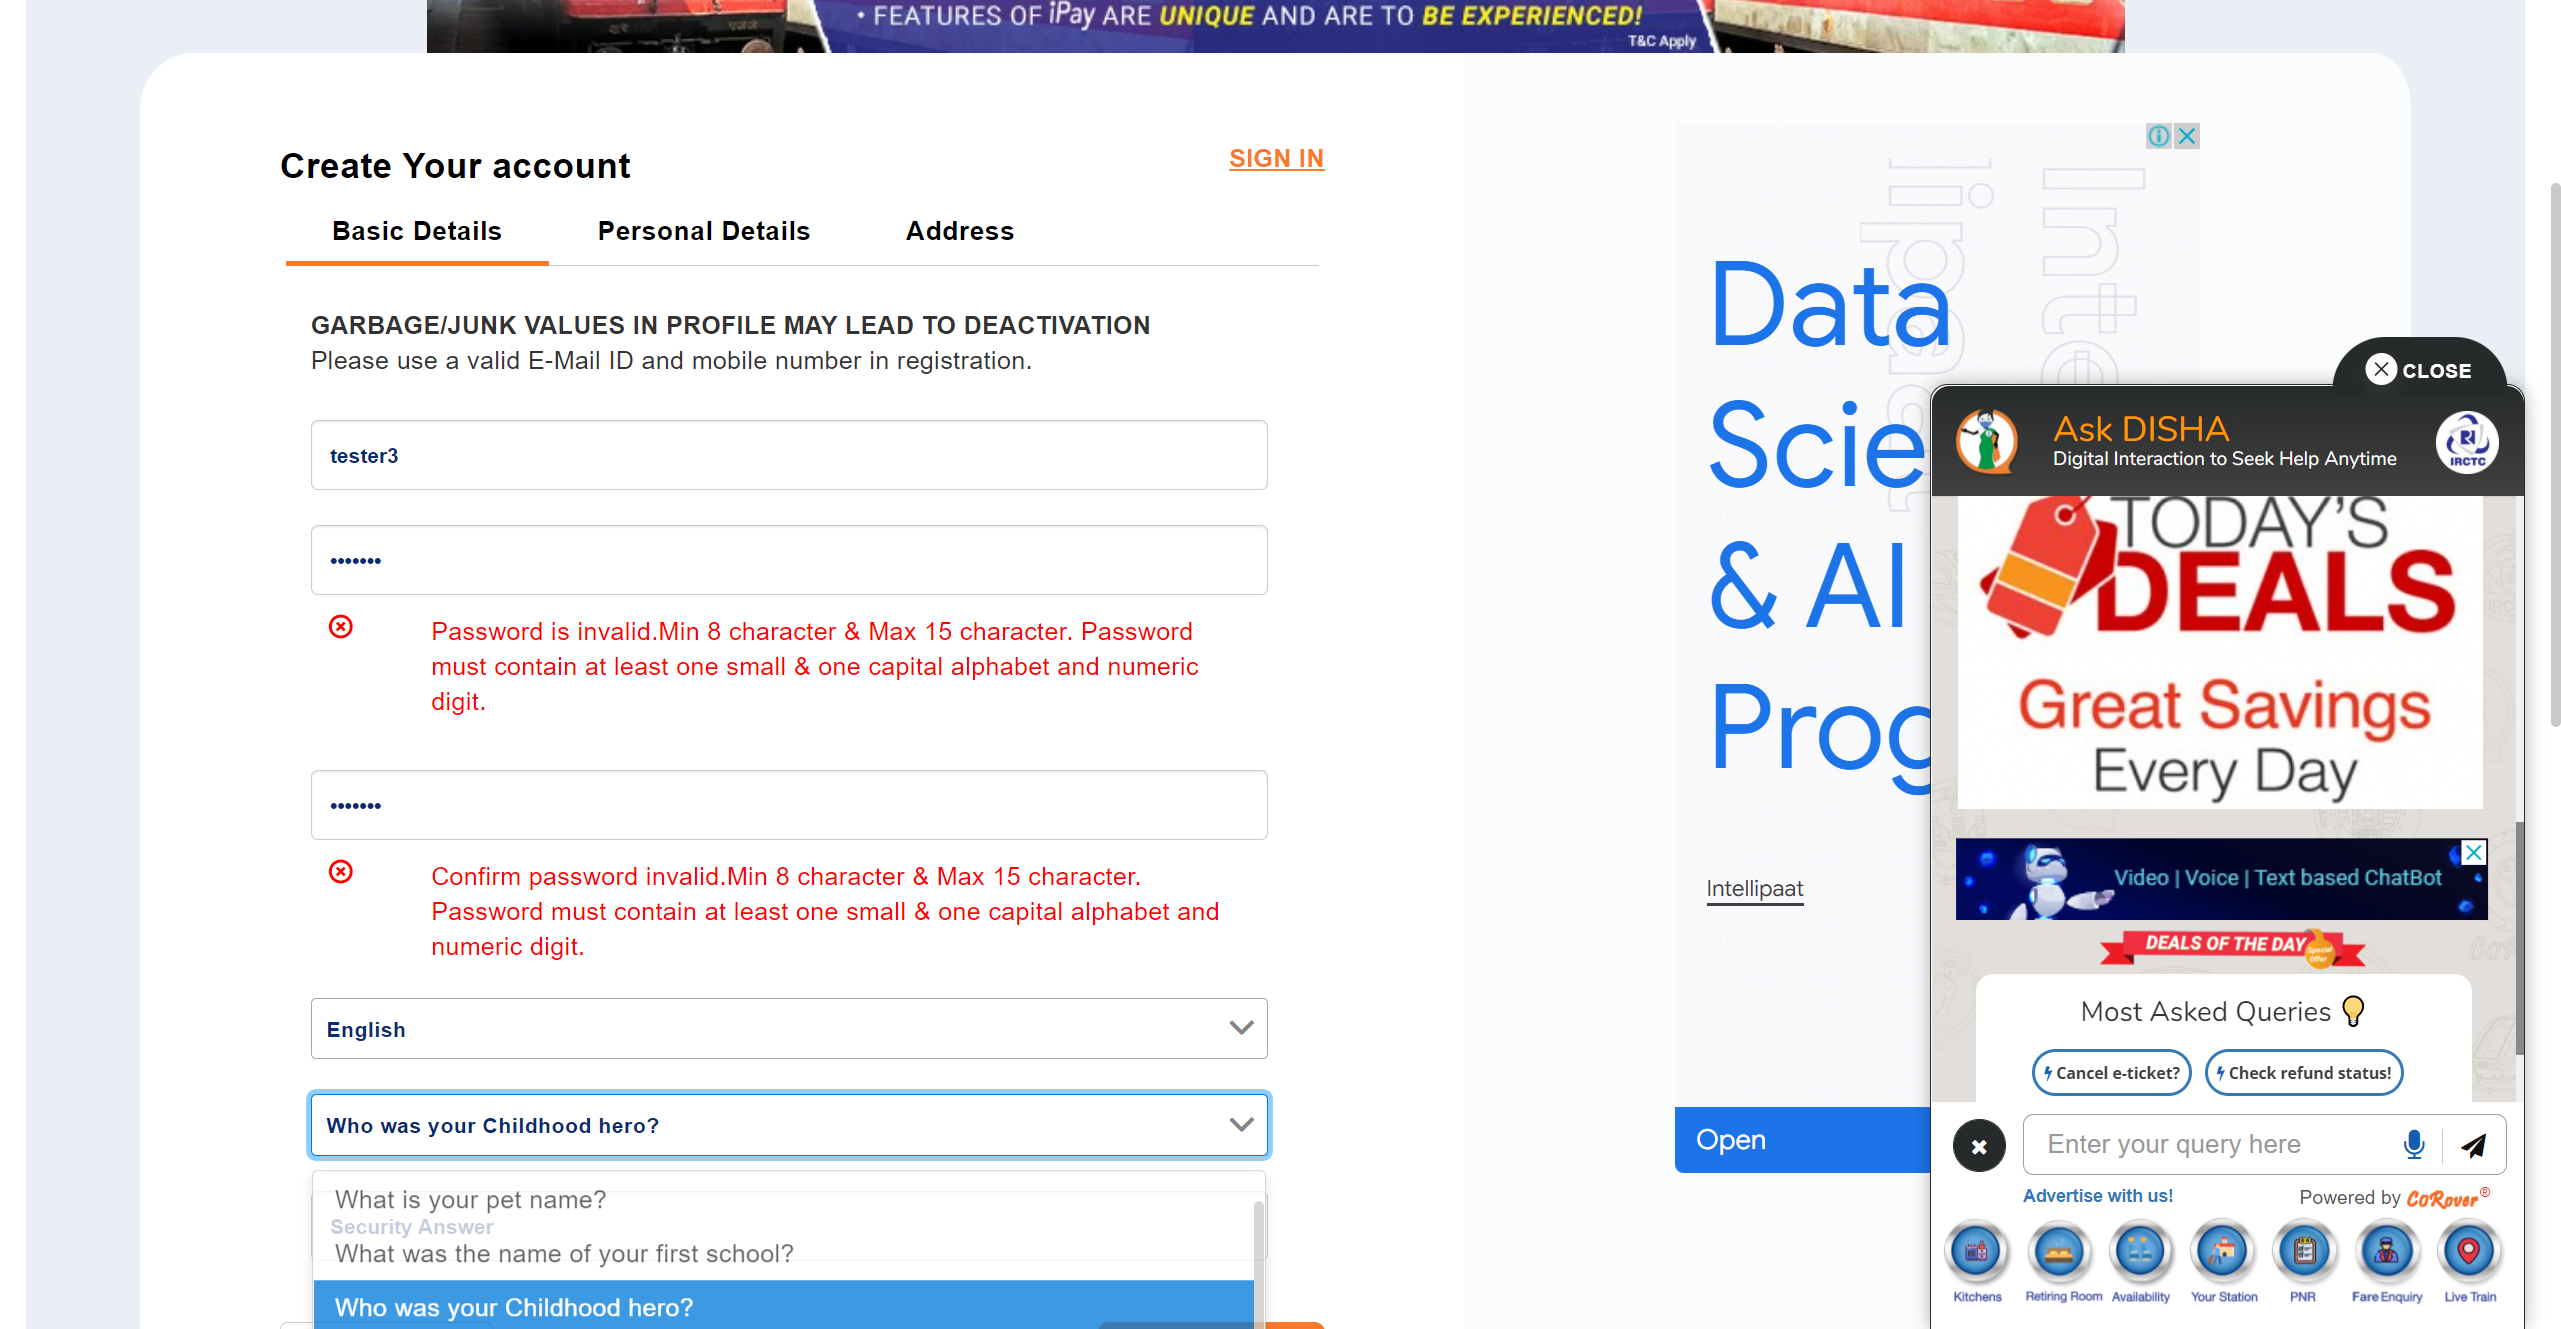 • FEATURES OF iPay ARE UNIQUE AND ARE TO BE EXPERIENCED!
T&C Apply
Create Your account
SIGN IN
Basic Details
Personal Details
Address
GARBAGE/JUNK VALUES IN PROFILE MAY LEAD TO DEACTIVATION
Please use a valid E-Mail ID and mobile number in registration.
tester3
•••••••
Password is invalid.Min 8 character & Max 15 character. Password
must contain at least one small & one capital alphabet and numeric
digit.
•••••••
Confirm password invalid.Min 8 character & Max 15 character.
Password must contain at least one small & one capital alphabet and
numeric digit.
English
Who was your Childhood hero?
What is your pet name?
Security Answer
What was the name of your first school?
Who was your Childhood hero?
Data
Scie
& AI
Prog
Intellipaat
Open
CLOSE
Ask DISHA
Digital Interaction to Seek Help Anytime
IRCTC
TODAY'S
DEALS
Great Savings
Every Day
Video | Voice | Text based ChatBot
DEALS OF THE DAY
Special
Offer
Most Asked Queries
Cancel e-ticket?
Check refund status!
Enter your query here
Advertise with us!
Powered by CoRover®
Kitchens
Retiring Room
Availability
Your Station
PNR
Fare Enquiry
Live Train